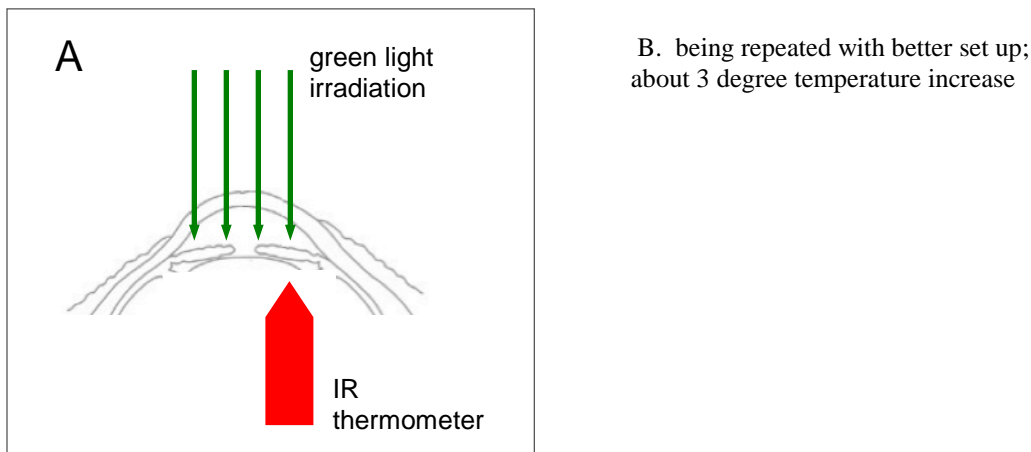 A
green light
irradiation
IR
thermometer
B. being repeated with better set up;
about 3 degree temperature increase